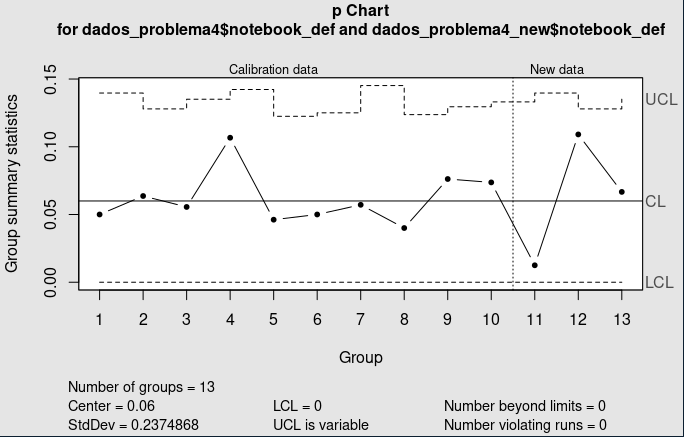 p Chart
for dados_problema4$notebook_def and dados_problema4_new$notebook_def
Calibration data
New data
Group summary statistics
0.15
0.10
0.05
0.00
UCL
CL
LCL
1 2 3 4 5 6 7 8 9 10 11 12 13
Group
Number of groups = 13
Center = 0.06 LCL = 0 Number beyond limits = 0
StdDev = 0.2374868 UCL is variable Number violating runs = 0